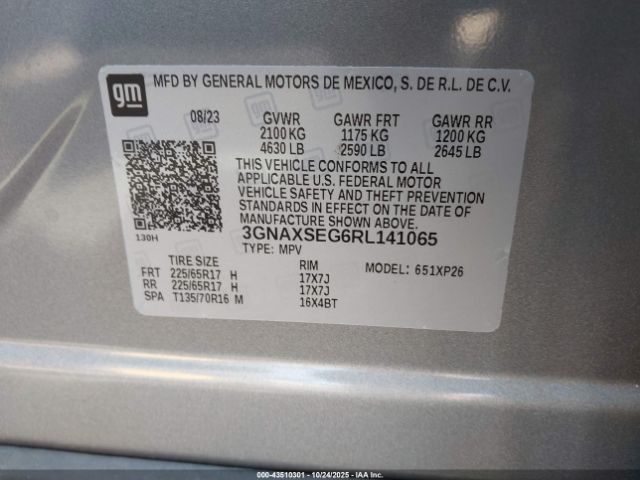 gm
MFD BY GENERAL MOTORS DE MEXICO, S. DE R.L. DE C.V.
08/23 GVWR GAWR FRT GAWR RR
2100 KG 1175 KG 1200 KG
4630 LB 2590 LB 2645 LB
THIS VEHICLE CONFORMS TO ALL
APPLICABLE U.S. FEDERAL MOTOR
VEHICLE SAFETY AND THEFT PREVENTION
STANDARDS IN EFFECT ON THE DATE OF
MANUFACTURE SHOWN ABOVE.
130H 3GNAXSEG6RL141065
TYPE: MPV
TIRE SIZE RIM MODEL: 651XP26
FRT 225/65R17 H 17X7J
RR 225/65R17 H 17X7J
SPA T135/70R16 M 16X4BT
000-43510301 - 10/24/2025 - Copyright © IAA, LLC